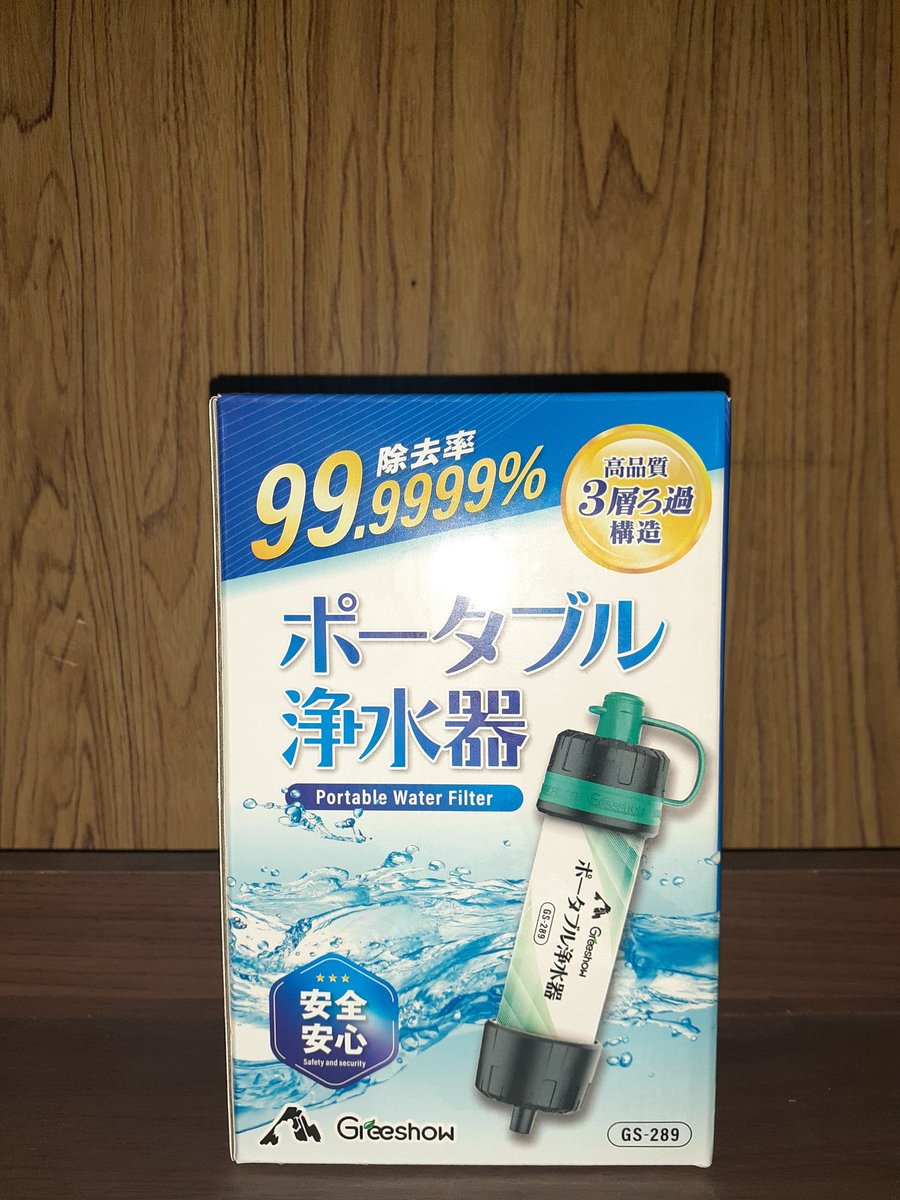 除去率
99.9999%
高品質
3層ろ過
構造
ポータブル
浄水器
Portable Water Filter
Greeshow
ポータブル浄水器
Greeshow
GS-289
安全
安心
Safety and security
Greeshow
GS-289